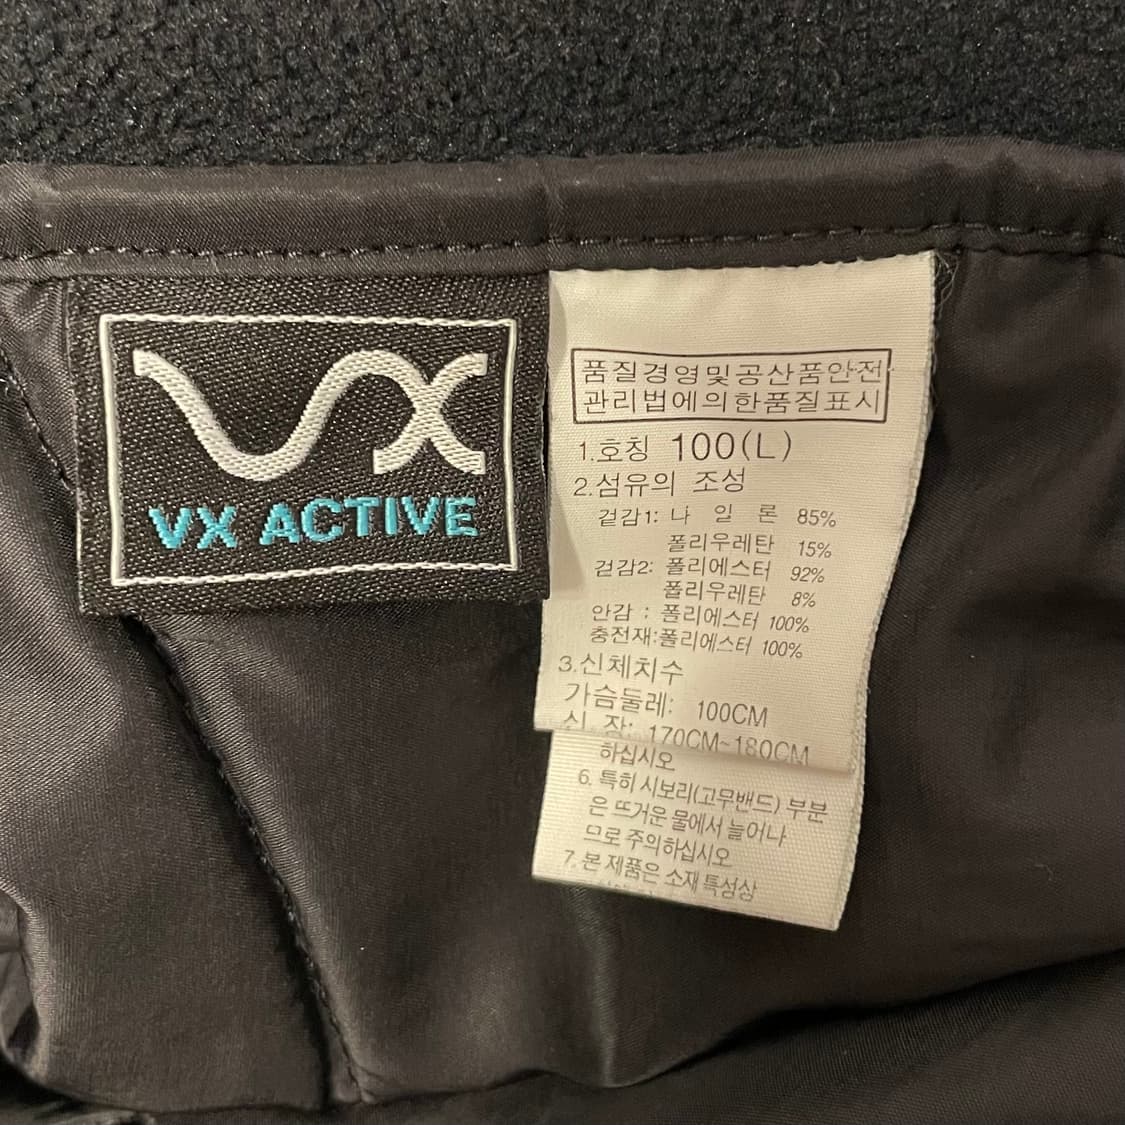 VX
VX ACTIVE
품질경영및공산품안전
관리법에의한품질표시
1.호칭 100(L)
2.섬유의 조성
겉감1: 나 일 론 85%
폴리우레탄 15%
겉감2: 폴리에스터 92%
폴리우레탄 8%
안감 : 폴리에스터 100%
충전재:폴리에스터 100%
3.신체치수
가슴둘레: 100CM
신 장: 170CM~180CM
하십시오
6. 특히 시보리(고무밴드) 부분
은 뜨거운 물에서 늘어나
므로 주의하십시오
7. 본 제품은 소재 특성상